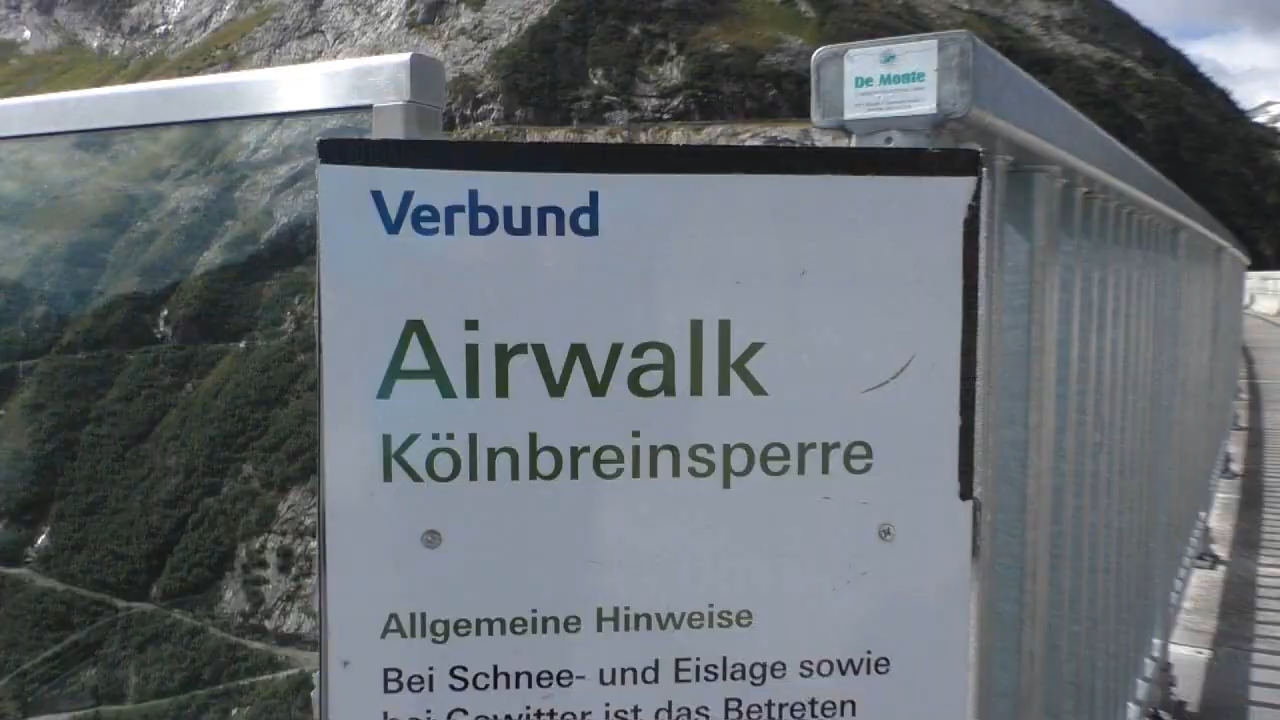 De Monte
Verbund
Airwalk
Kölnbreinsperre
Allgemeine Hinweise
Bei Schnee- und Eislage sowie
bei Gewitter ist das Betreten